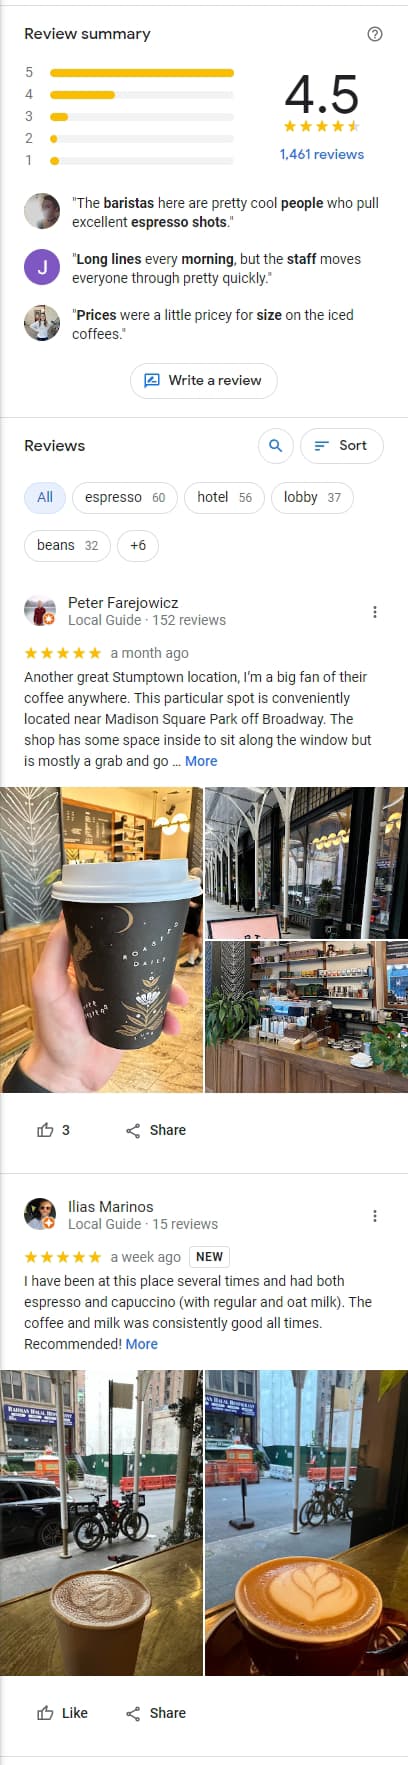 Review summary
5
4
3
2
1
4.5
1,461 reviews
"The baristas here are pretty cool people who pull
excellent espresso shots."
J
"Long lines every morning, but the staff moves
everyone through pretty quickly."
"Prices were a little pricey for size on the iced
coffees."
Write a review
Reviews
Sort
All
espresso 60
hotel 56
lobby 37
beans 32
+6
Peter Farejowicz
Local Guide · 152 reviews
a month ago
Another great Stumptown location, I'm a big fan of their
coffee anywhere. This particular spot is conveniently
located near Madison Square Park off Broadway. The
shop has some space inside to sit along the window but
is mostly a grab and go ... More
ROASTED
DAILY
3
Share
Ilias Marinos
Local Guide · 15 reviews
a week ago NEW
I have been at this place several times and had both
espresso and capuccino (with regular and oat milk). The
coffee and milk was consistently good all times.
Recommended! More
Like
Share